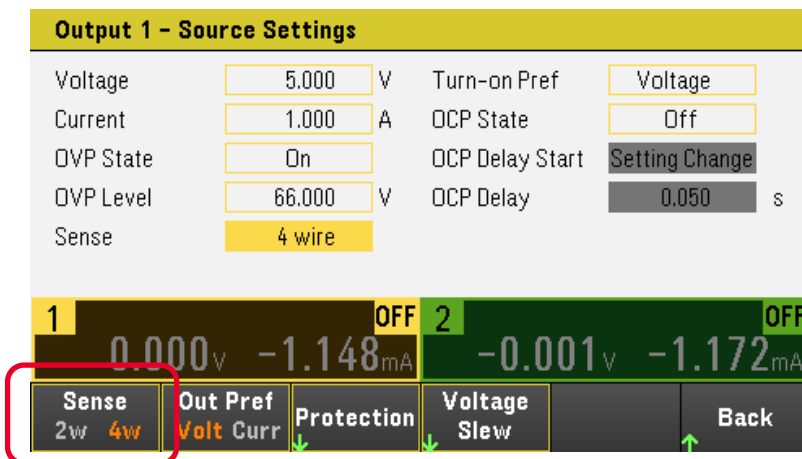 Output 1 – Source Settings
Voltage 5.000 V Turn-on Pref Voltage
Current 1.000 A OCP State Off
OVP State On OCP Delay Start Setting Change
OVP Level 66.000 V OCP Delay 0.050 s
Sense 4 wire
1 OFF 2 OFF
0.000V -1.148mA -0.001V -1.172mA
Sense Out Pref Protection Voltage Back
2w 4w Volt Curr Slew